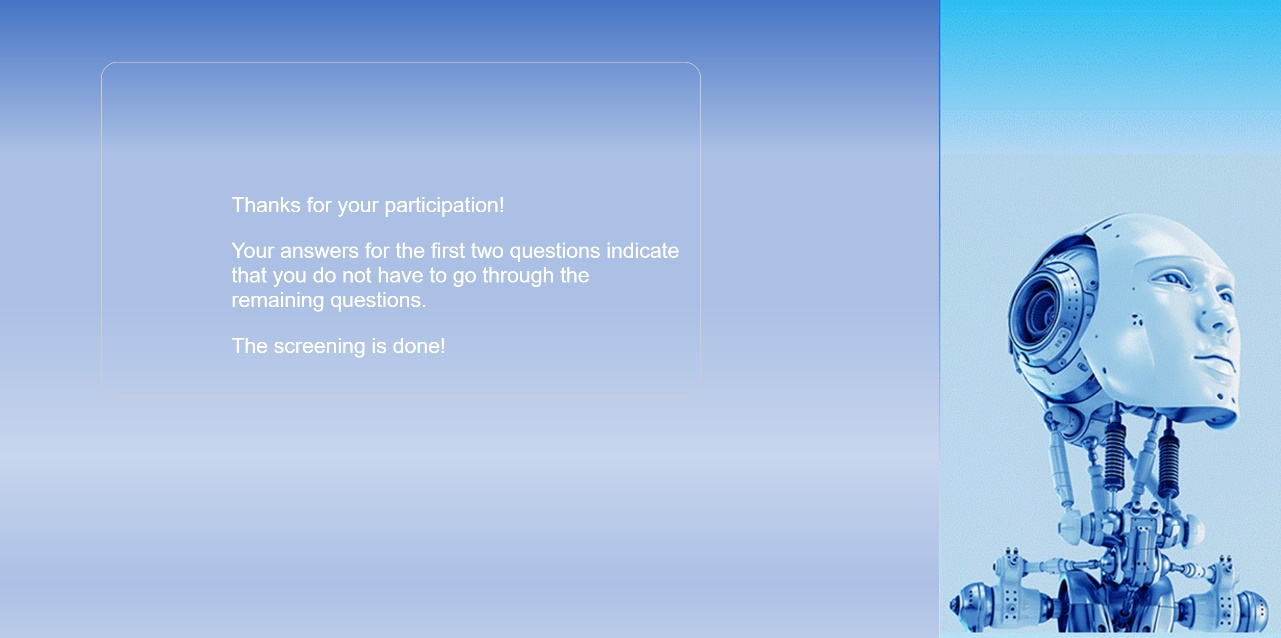 Thanks for your participation!
Your answers for the first two questions indicate
that you do not have to go through the
remaining questions.
The screening is done!